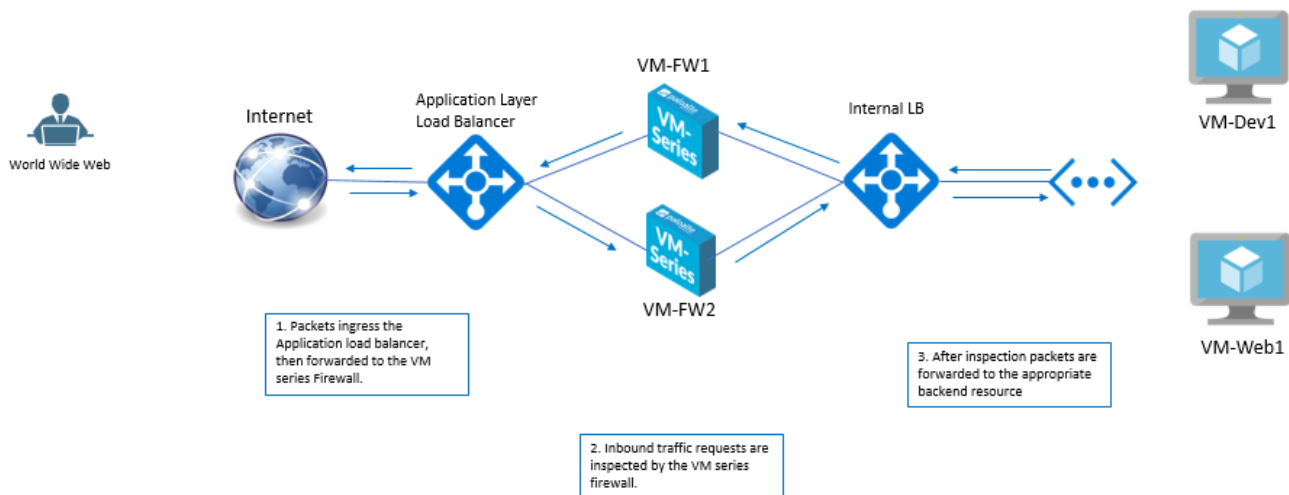 World Wide Web
Internet
Application Layer
Load Balancer
VM-FW1
paloalto
VM-
Series
paloalto
VM-
Series
VM-FW2
Internal LB
VM-Dev1
VM-Web1
1. Packets ingress the
Application load balancer,
then forwarded to the VM
series Firewall.
2. Inbound traffic requests are
inspected by the VM series
firewall.
3. After inspection packets are
forwarded to the appropriate
backend resource